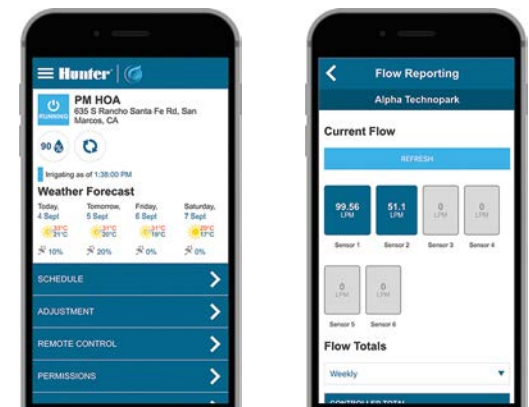 Hunter
PM HOA
635 S Rancho Santa Fe Rd, San
Marcos, CA
RUNNING
90
Irrigating as of 1:38:00 PM
Weather Forecast
Today, Tomorrow, Friday, Saturday,
4 Sept 5 Sept 6 Sept 7 Sept
21°C 20°C 19°C 17°C
10% 20% 0% 0%
SCHEDULE
ADJUSTMENT
REMOTE CONTROL
PERMISSIONS
Flow Reporting
Alpha Technopark
Current Flow
REFRESH
99.56 51.1 0 0
LPM LPM LPM LPM
Sensor 1 Sensor 2 Sensor 3 Sensor 4
0 0
LPM LPM
Sensor 5 Sensor 6
Flow Totals
Weekly
CONTROLLER TOTAL